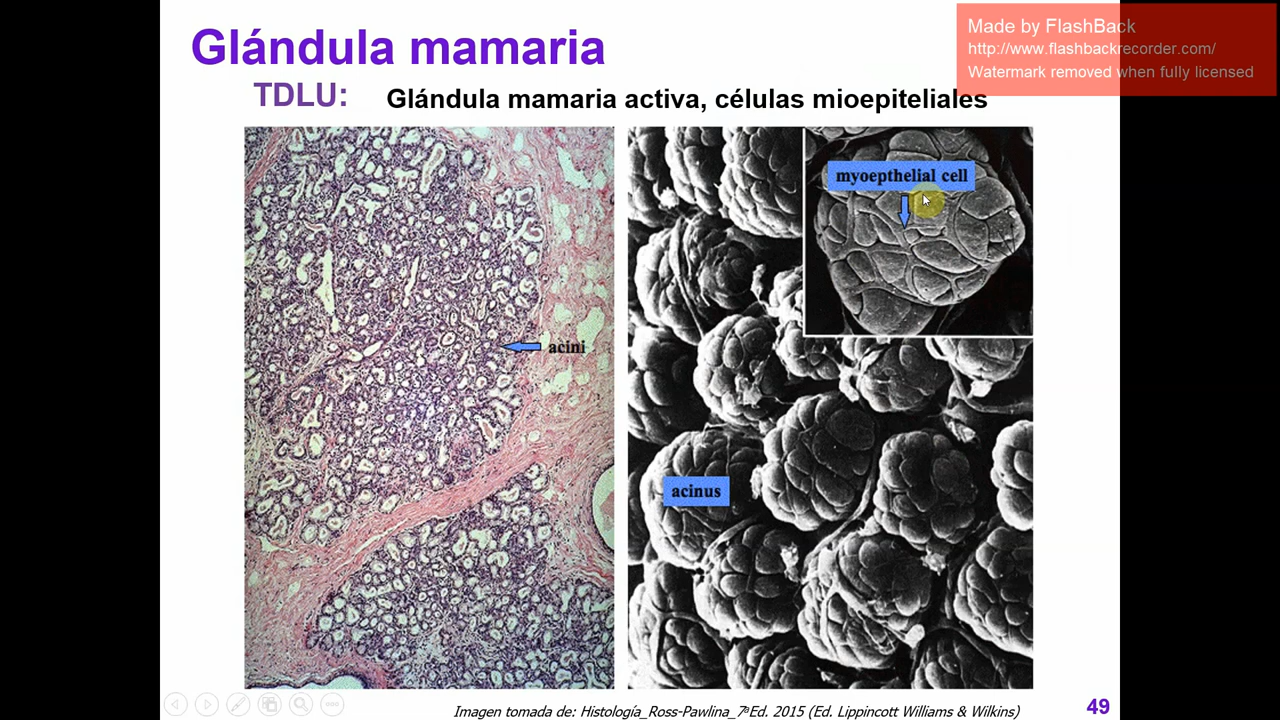 Glándula mamaria
Made by FlashBack
http://www.flashbackrecorder.com/
Watermark removed when fully licensed
TDLU: Glándula mamaria activa, células mioepiteliales
myoepthelial cell
acini
acinus
Imagen tomada de: Histología_Ross-Pawlina_7ªEd. 2015 (Ed. Lippincott Williams & Wilkins)
49